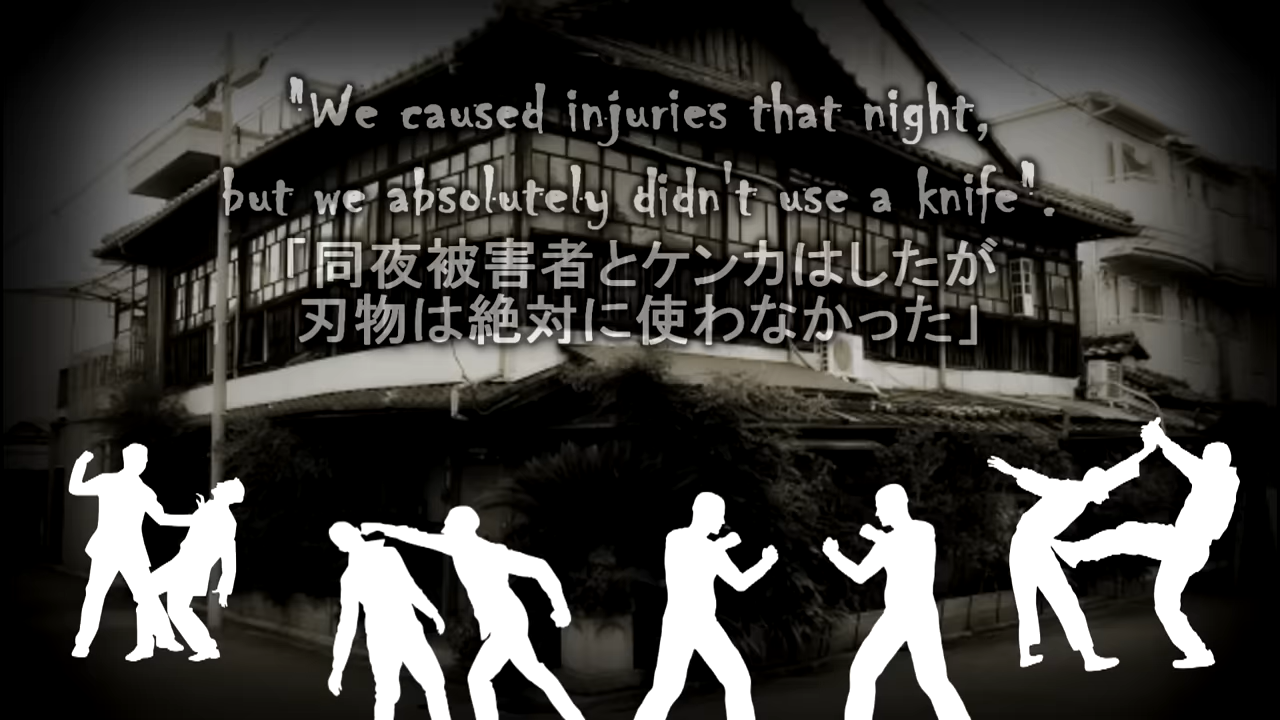 "We caused injuries that night,
but we absolutely didn't use a knife".
「同夜被害者とケンカはしたが
刃物は絶対に使わなかった」